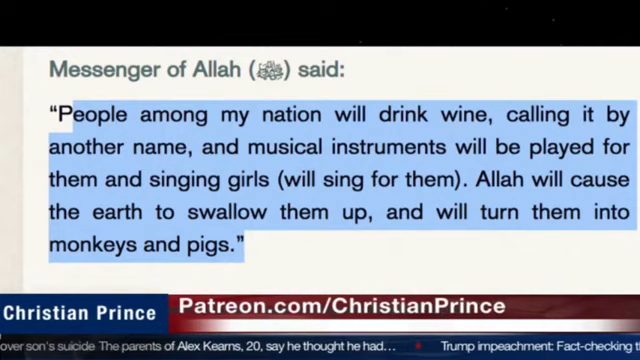 Messenger of Allah (ﷺ) said:
“People among my nation will drink wine, calling it by
another name, and musical instruments will be played for
them and singing girls (will sing for them). Allah will cause
the earth to swallow them up, and will turn them into
monkeys and pigs.”
Christian Prince
Patreon.com/ChristianPrince
over son's suicide The parents of Alex Kearns, 20, say he thought he had… Trump impeachment: Fact-checking